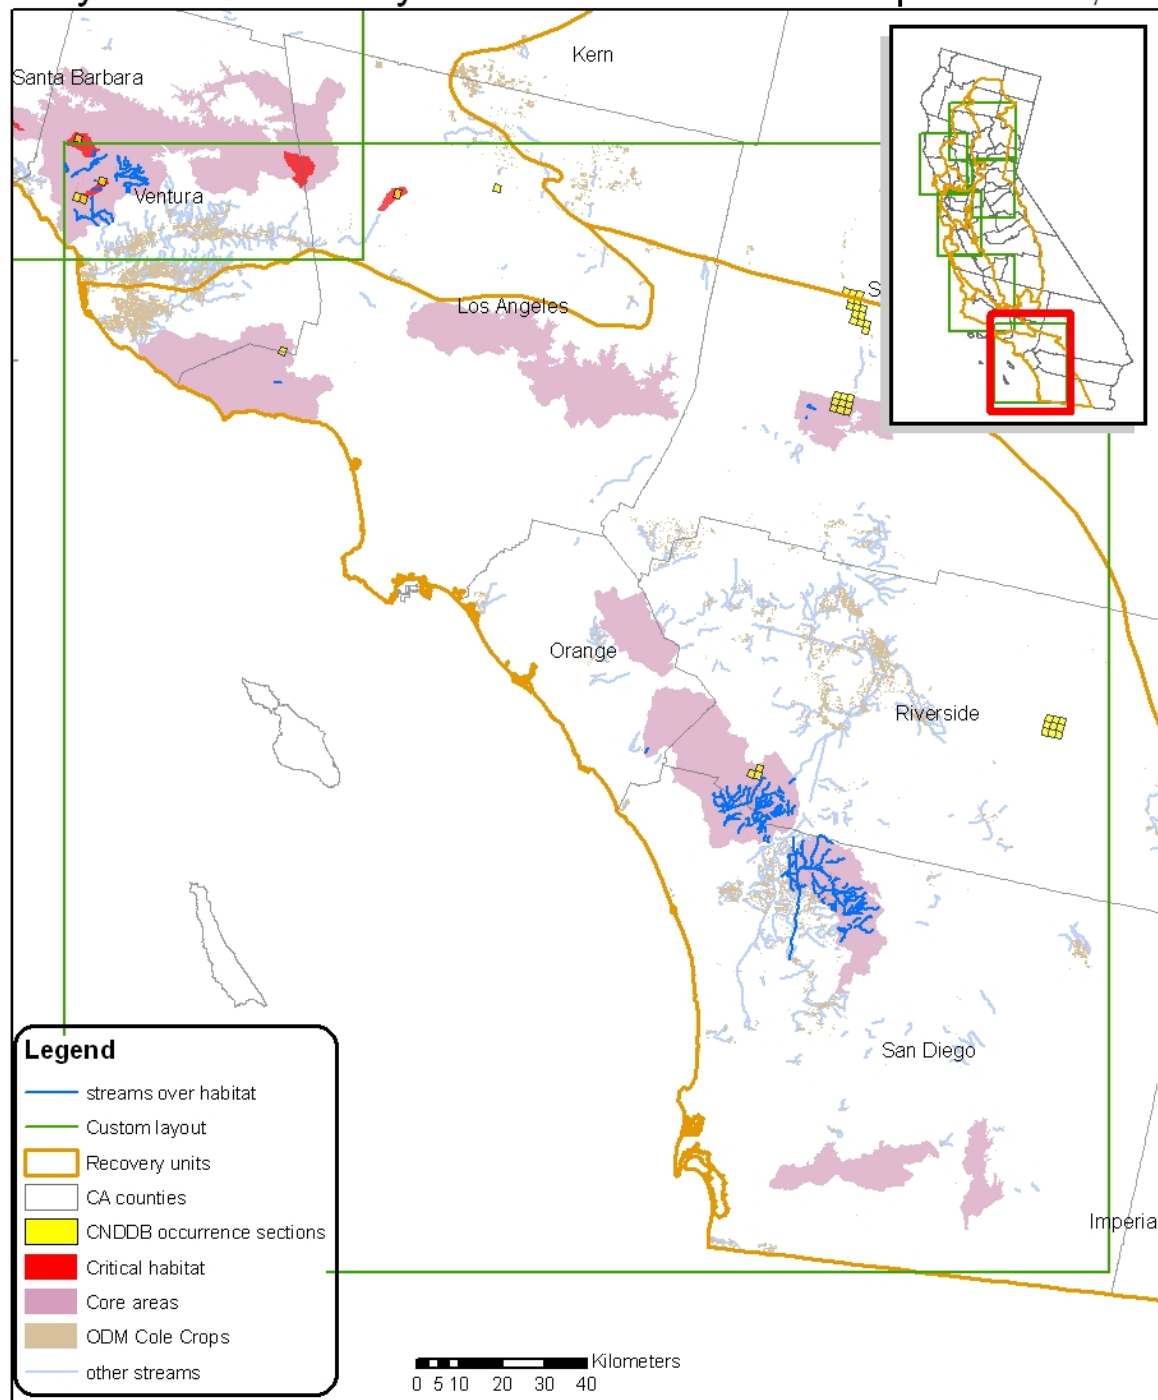 Kern
Santa Barbara
Ventura
Los Angeles
S
Orange
Riverside
San Diego
Imperia
Legend
streams over habitat
Custom layout
Recovery units
CA counties
CNDDB occurrence sections
Critical habitat
Core areas
ODM Cole Crops
other streams
Kilometers
0 5 10 20 30 40